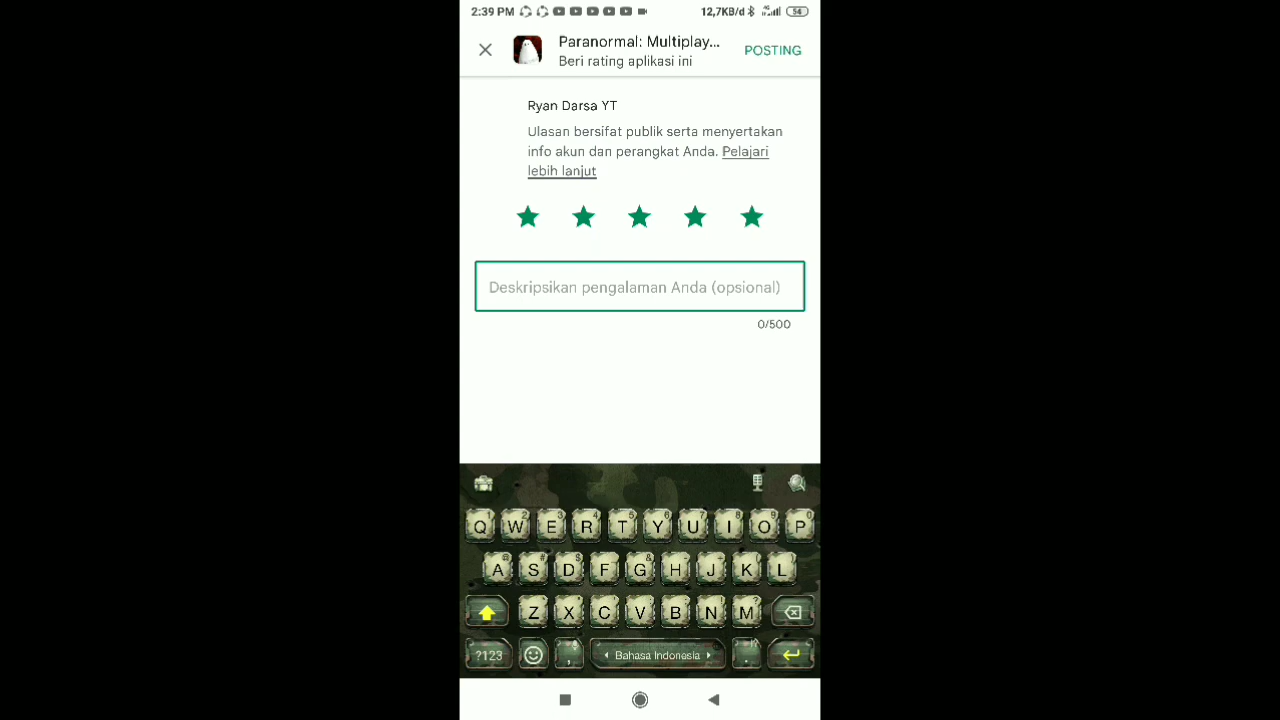 2:39 PM 12,7KB/d 54
Paranormal: Multiplay...
Beri rating aplikasi ini
POSTING
Ryan Darsa YT
Ulasan bersifat publik serta menyertakan
info akun dan perangkat Anda. Pelajari
lebih lanjut
Deskripsikan pengalaman Anda (opsional)
0/500
Q W E R T Y U I O P
A S D F G H J K L
Z X C V B N M
?123 , Bahasa Indonesia .